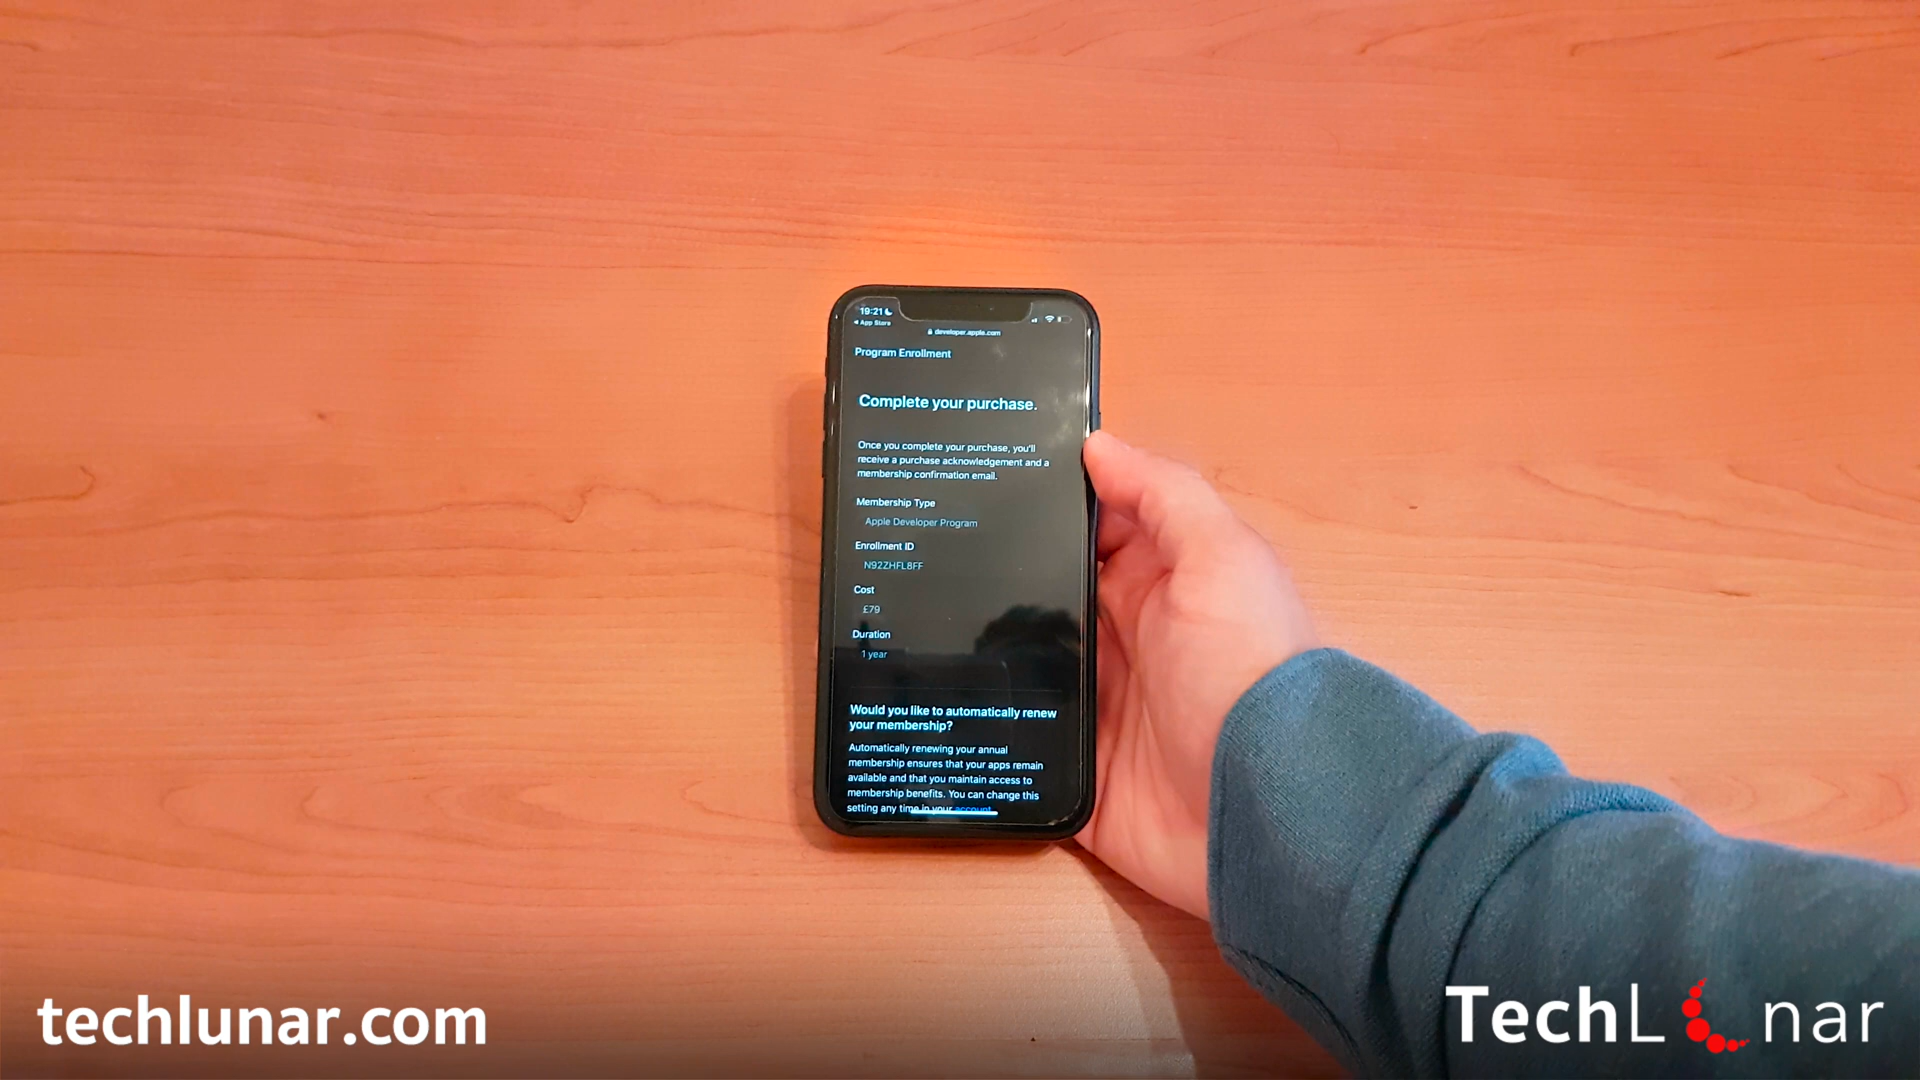 19:21
App Store
developer.apple.com
Program Enrollment
Complete your purchase.
Once you complete your purchase, you'll
receive a purchase acknowledgement and a
membership confirmation email.
Membership Type
Apple Developer Program
Enrollment ID
N92ZHFL8FF
Cost
£79
Duration
1 year
Would you like to automatically renew
your membership?
Automatically renewing your annual
membership ensures that your apps remain
available and that you maintain access to
membership benefits. You can change this
setting any time in your account.
techlunar.com
TechLunar